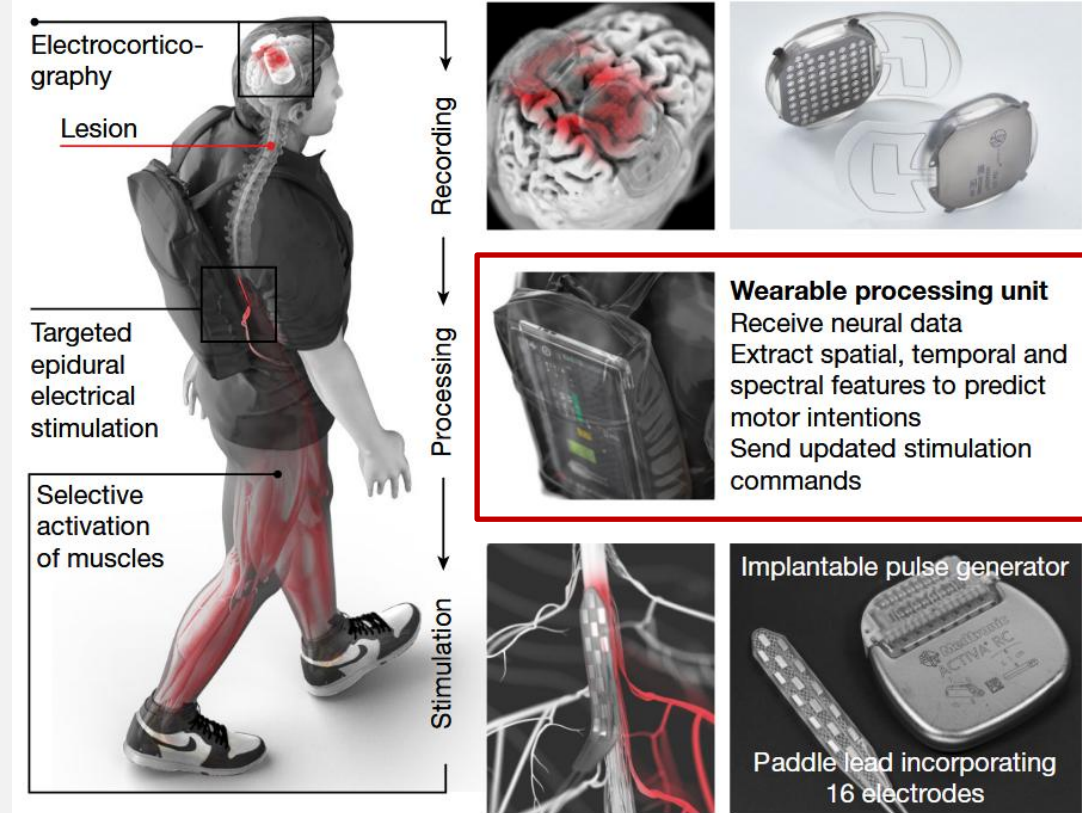 Electrocortico-
graphy
Lesion
Targeted
epidural
electrical
stimulation
Selective
activation
of muscles
Recording
Processing
Stimulation
Wearable processing unit
Receive neural data
Extract spatial, temporal and
spectral features to predict
motor intentions
Send updated stimulation
commands
Implantable pulse generator
Medtronic
ACTIVA® RC
Paddle lead incorporating
16 electrodes